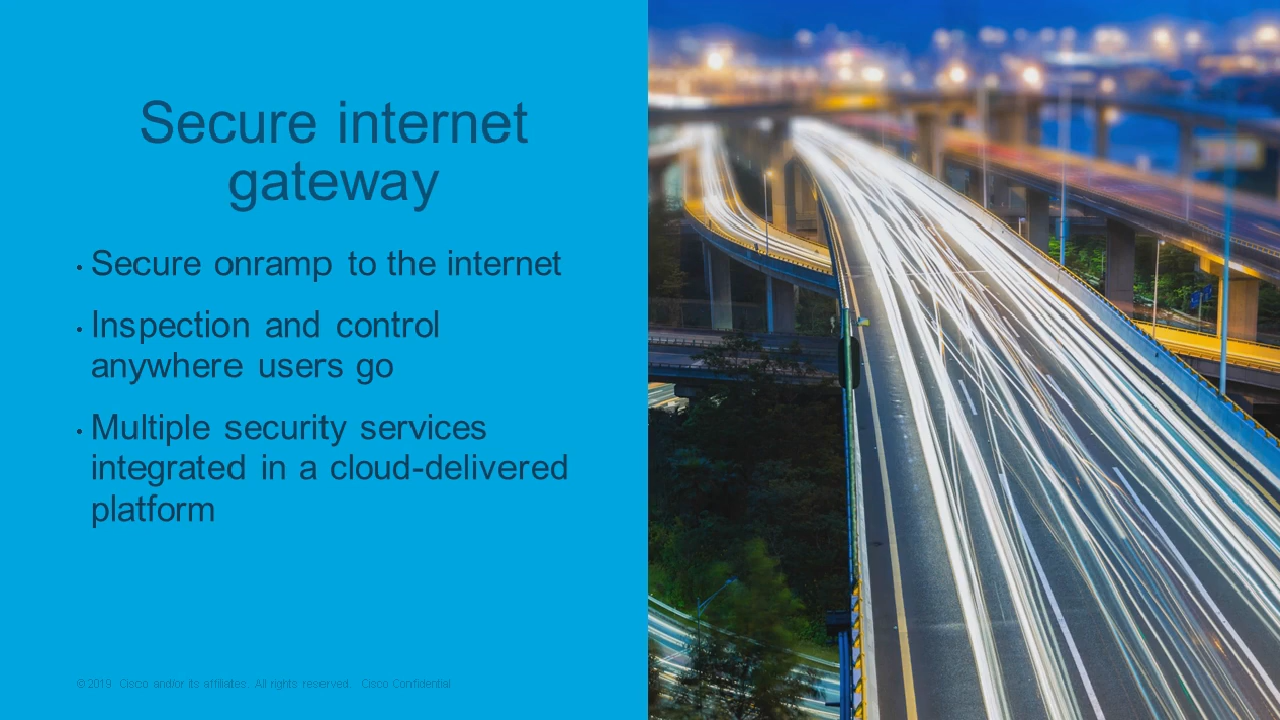 Secure internet
gateway
• Secure onramp to the internet
• Inspection and control
anywhere users go
• Multiple security services
integrated in a cloud-delivered
platform
© 2019 Cisco and/or its affiliates. All rights reserved. Cisco Confidential